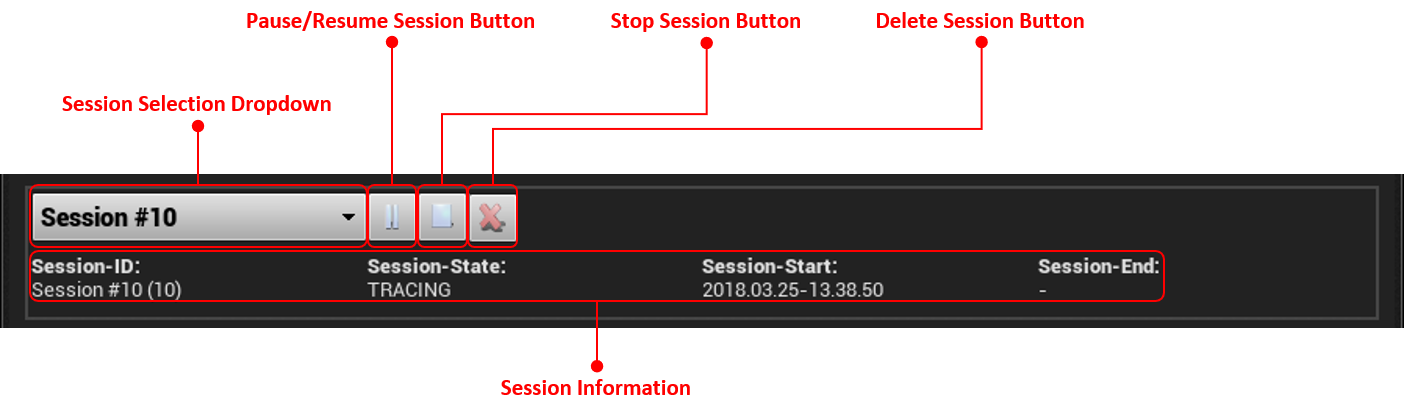 Pause/Resume Session Button
Stop Session Button
Delete Session Button
Session Selection Dropdown
Session #10
Session-ID:
Session-State:
Session-Start:
Session-End:
Session #10 (10)
TRACING
2018.03.25-13.38.50
-
Session Information